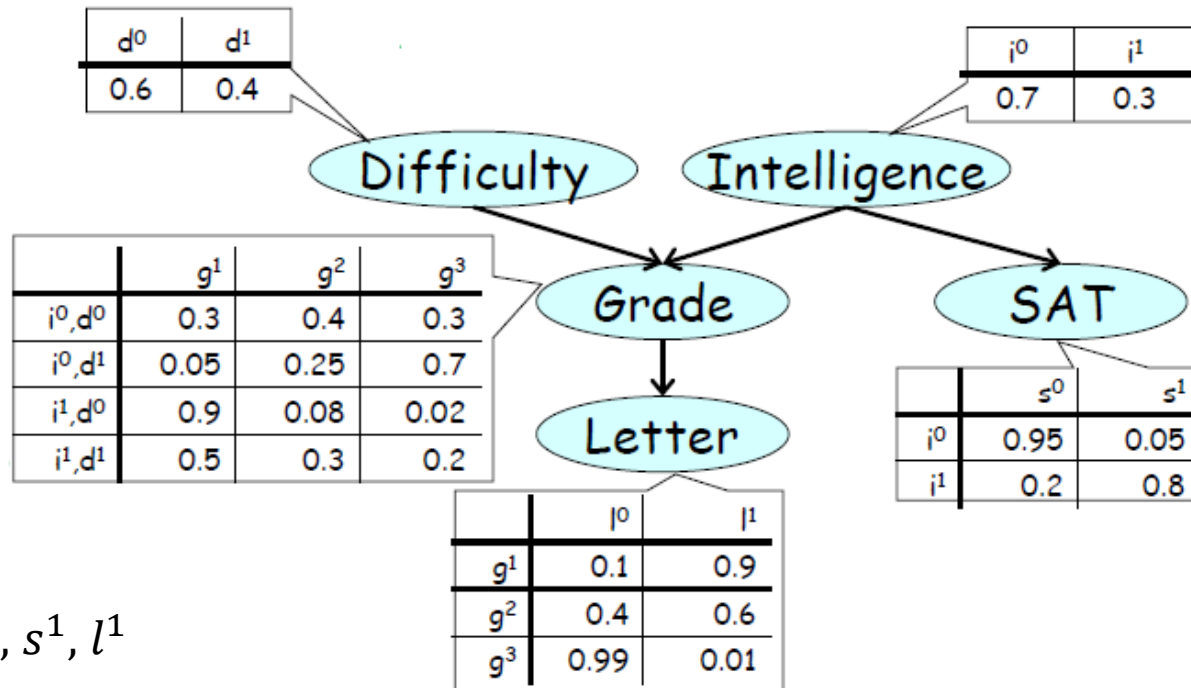 d⁰ d¹
0.6 0.4
i⁰ i¹
0.7 0.3
Difficulty
Intelligence
g¹ g² g³
i⁰,d⁰ 0.3 0.4 0.3
i⁰,d¹ 0.05 0.25 0.7
i¹,d⁰ 0.9 0.08 0.02
i¹,d¹ 0.5 0.3 0.2
Grade
SAT
s⁰ s¹
i⁰ 0.95 0.05
i¹ 0.2 0.8
Letter
l⁰ l¹
g¹ 0.1 0.9
g² 0.4 0.6
g³ 0.99 0.01
, s¹, l¹